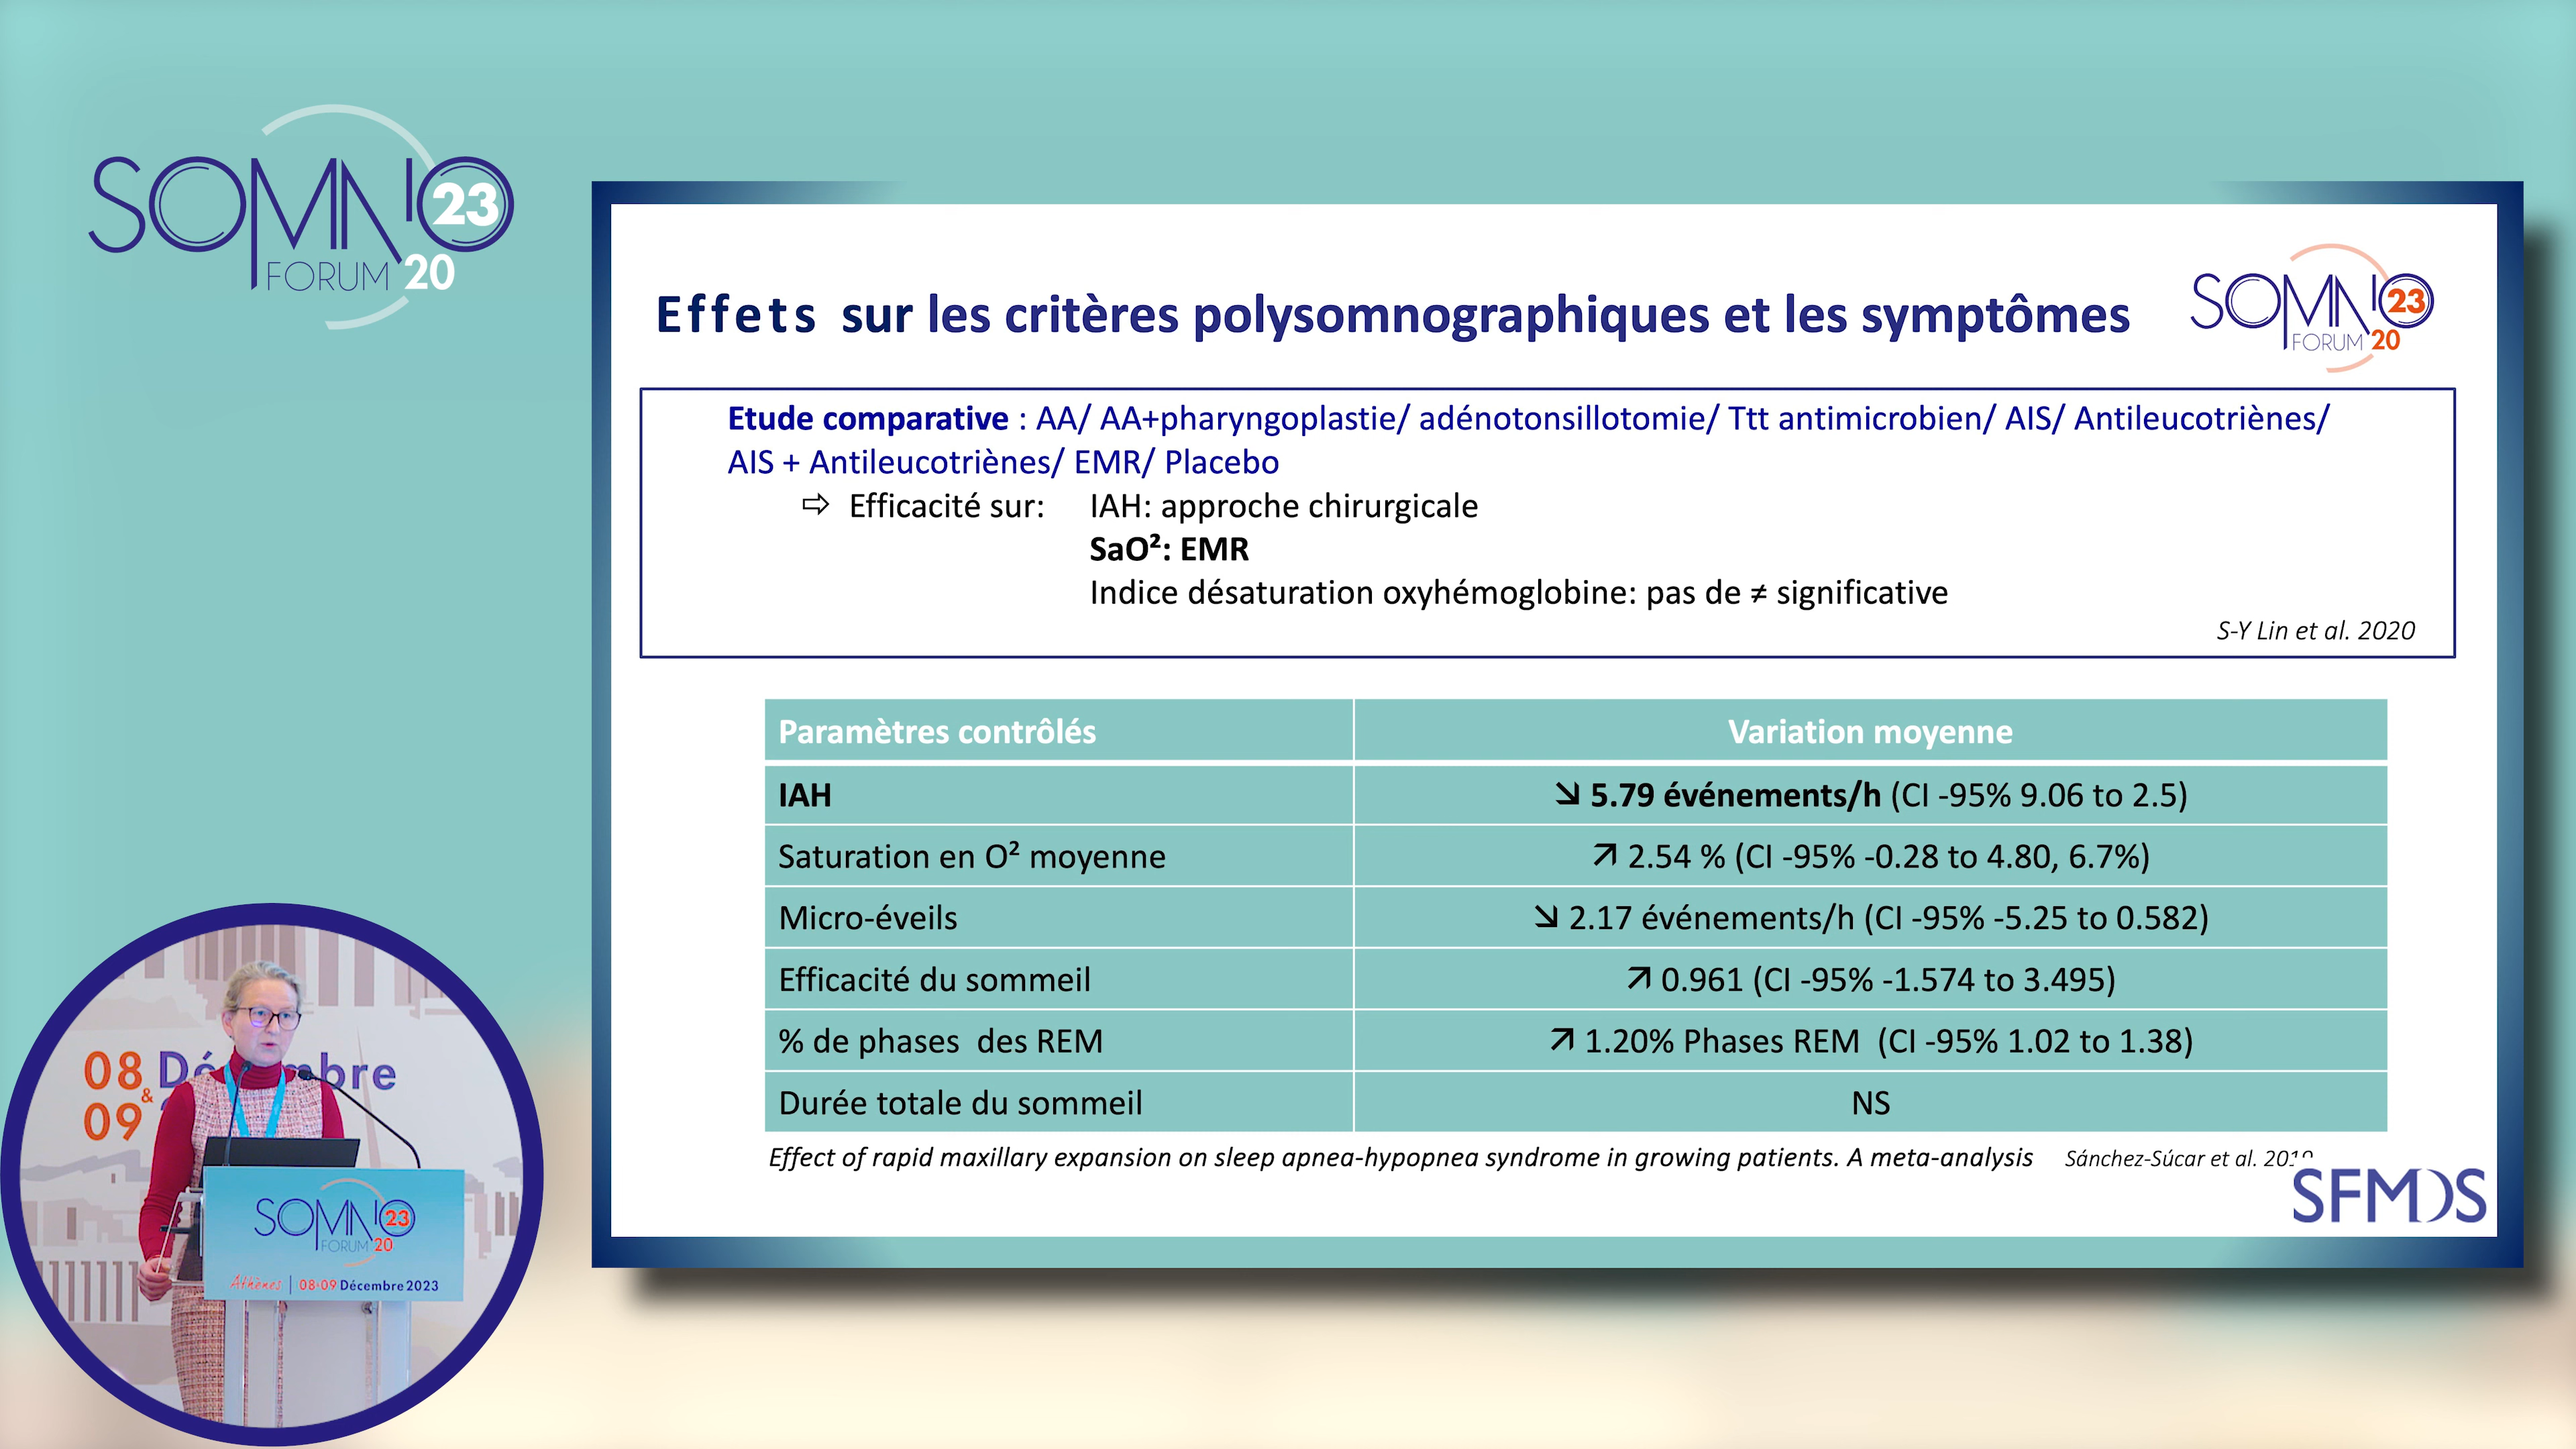 SOMNIO 23
FORUM 20
Effets sur les critères polysomnographiques et les symptômes
SOMNIO 23
FORUM 20
Etude comparative : AA/ AA+pharyngoplastie/ adénotonsillotomie/ Ttt antimicrobien/ AIS/ Antileucotriènes/
AIS + Antileucotriènes/ EMR/ Placebo
⇨ Efficacité sur: IAH: approche chirurgicale
SaO²: EMR
Indice désaturation oxyhémoglobine: pas de ≠ significative
S-Y Lin et al. 2020
Paramètres contrôlés Variation moyenne
IAH ↘ 5.79 événements/h (CI -95% 9.06 to 2.5)
Saturation en O² moyenne ↗ 2.54 % (CI -95% -0.28 to 4.80, 6.7%)
Micro-éveils ↘ 2.17 événements/h (CI -95% -5.25 to 0.582)
Efficacité du sommeil ↗ 0.961 (CI -95% -1.574 to 3.495)
% de phases des REM ↗ 1.20% Phases REM (CI -95% 1.02 to 1.38)
Durée totale du sommeil NS
Effect of rapid maxillary expansion on sleep apnea-hypopnea syndrome in growing patients. A meta-analysis Sánchez-Súcar et al.
SFMDS
08
&
09
SOMNIO 23
FORUM 20
Athènes | 08-09 Décembre 2023